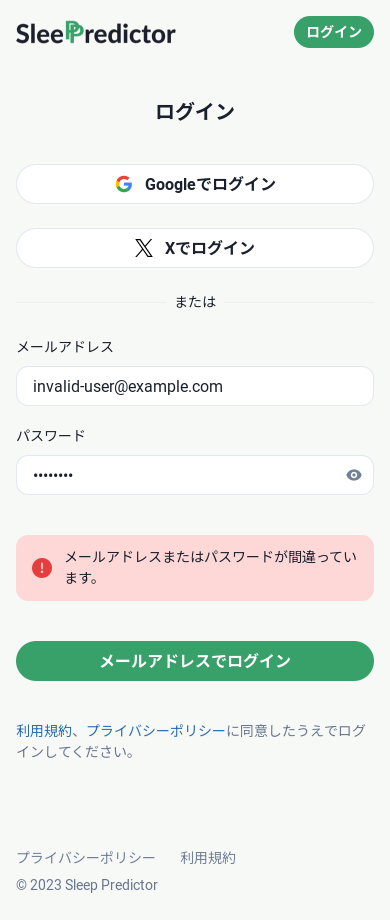 SleePredictor
ログイン
ログイン
Googleでログイン
Xでログイン
または
メールアドレス
invalid-user@example.com
パスワード
••••••••
メールアドレスまたはパスワードが間違ってい
ます。
メールアドレスでログイン
利用規約、プライバシーポリシーに同意したうえでログ
インしてください。
プライバシーポリシー 利用規約
© 2023 Sleep Predictor